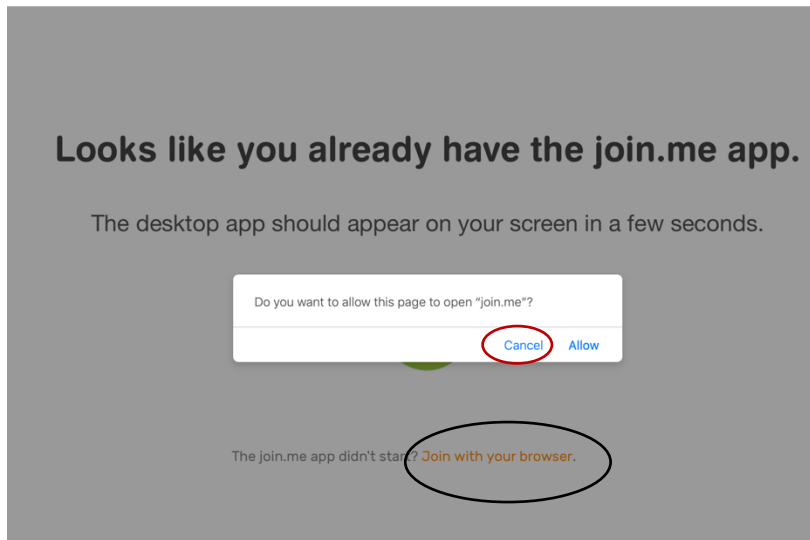 Looks like you already have the join.me app.
The desktop app should appear on your screen in a few seconds.
Do you want to allow this page to open “join.me”?
Cancel Allow
The join.me app didn't start? Join with your browser.